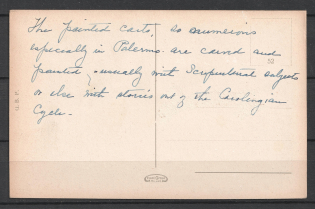 The painted carts, so numerous
especially in Palermo are carved and
painted, usually with Scriptural subjects
or else with stories out of the Carolingian
Cycle.